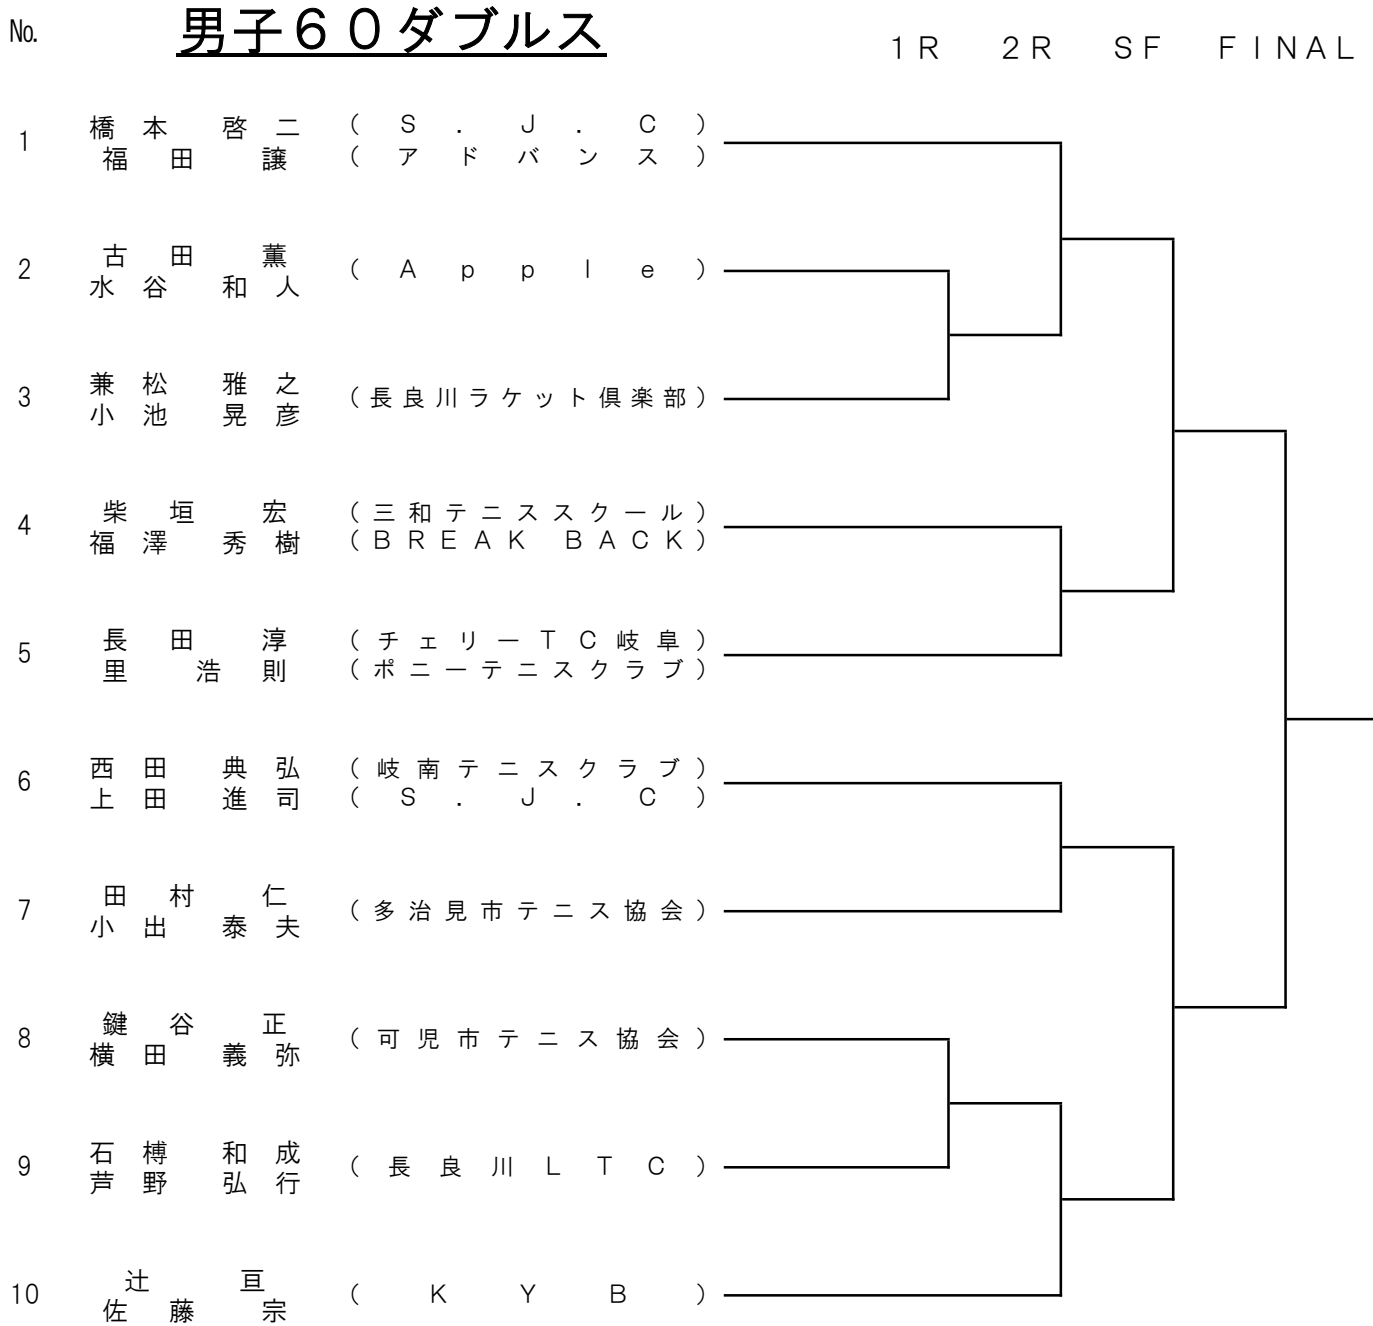 No. 男子60ダブルス 1R 2R SF FINAL
1 橋本 啓二 (S.J.C)
福田 譲 (アドバンス)
2 古田 薫 (Apple)
水谷 和人
3 兼松 雅之 (長良川ラケット倶楽部)
小池 晃彦
4 柴垣 宏 (三和テニススクール)
福澤 秀樹 (BREAK BACK)
5 長田 淳 (チェリーTC岐阜)
里 浩則 (ポニーテニスクラブ)
6 西田 典弘 (岐南テニスクラブ)
上田 進司 (S.J.C)
7 田村 仁 (多治見市テニス協会)
小出 泰夫
8 鍵谷 正 (可児市テニス協会)
横田 義弥
9 石榑 和成 (長良川LTC)
芦野 弘行
10 辻 亘 (KYB)
佐藤 宗